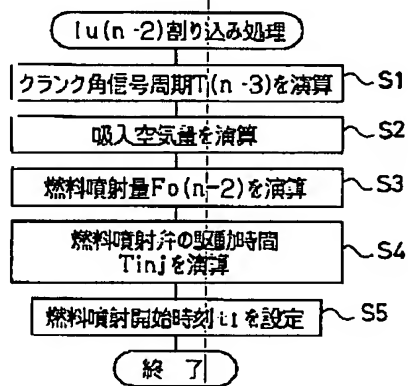 Iu(n-2)割り込み処理
クランク角信号周期T(n-3)を演算 S1
吸入空気量を演算 S2
燃料噴射量Fo(n-2)を演算 S3
燃料噴射弁の駆動時間
Tinjを演算 S4
燃料噴射開始時刻t1を設定 S5
終了